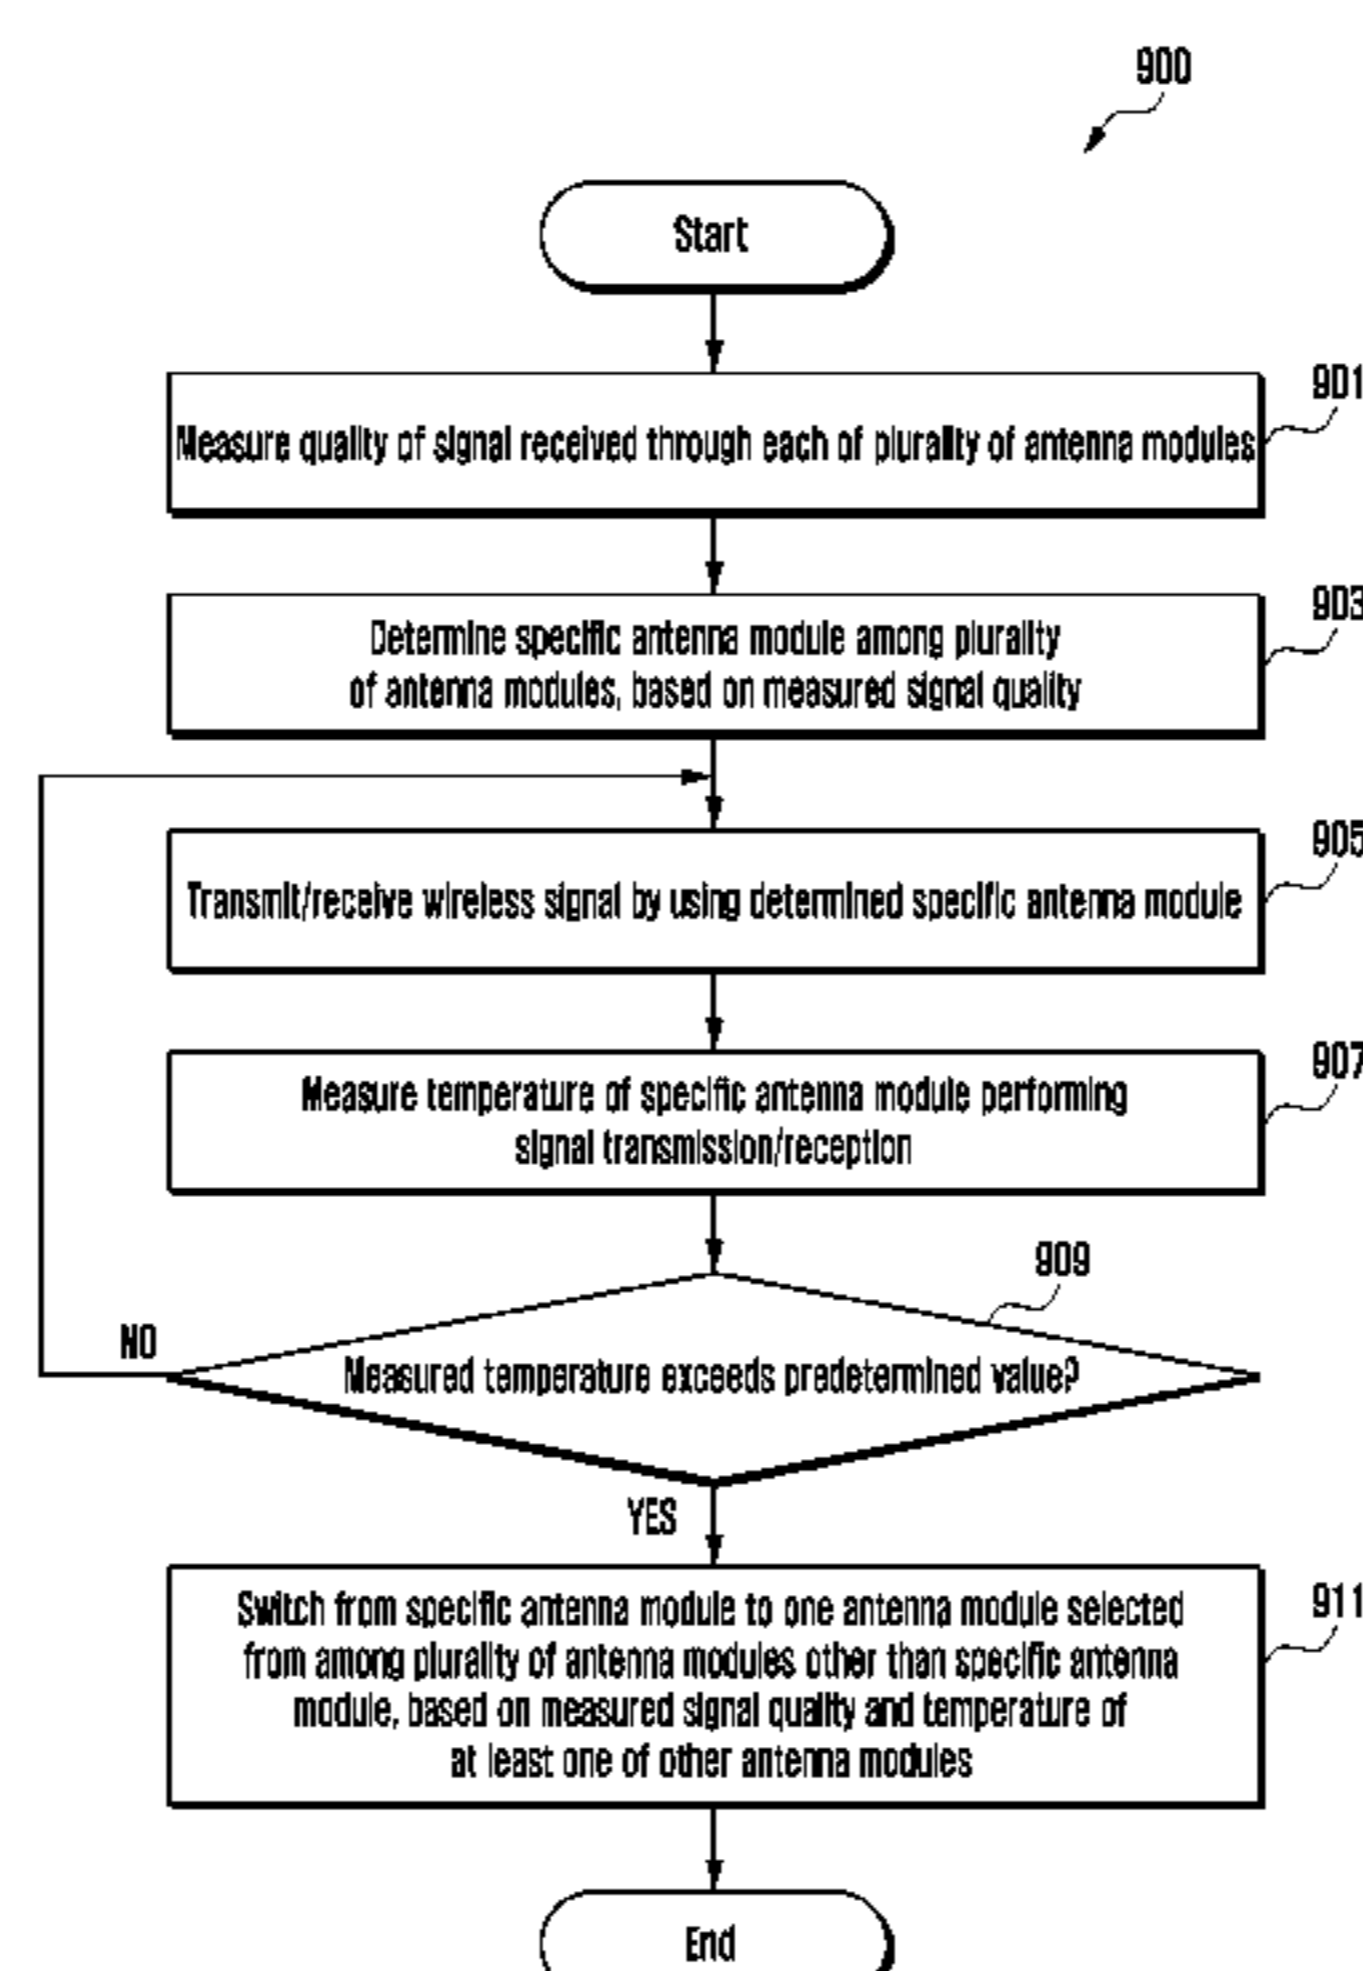 900
Start
901
Measure quality of signal received through each of plurality of antenna modules
903
Determine specific antenna module among plurality
of antenna modules, based on measured signal quality
905
Transmit/receive wireless signal by using determined specific antenna module
907
Measure temperature of specific antenna module performing
signal transmission/reception
909
NO
Measured temperature exceeds predetermined value?
YES
911
Switch from specific antenna module to one antenna module selected
from among plurality of antenna modules other than specific antenna
module, based on measured signal quality and temperature of
at least one of other antenna modules
End